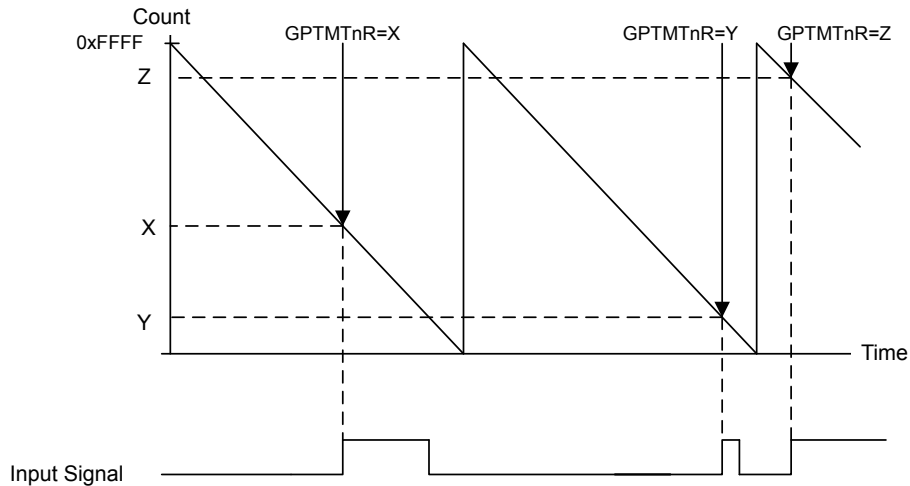 Count
0xFFFF
GPTMTnR=X
GPTMTnR=Y
GPTMTnR=Z
Z
X
Y
Time
Input Signal